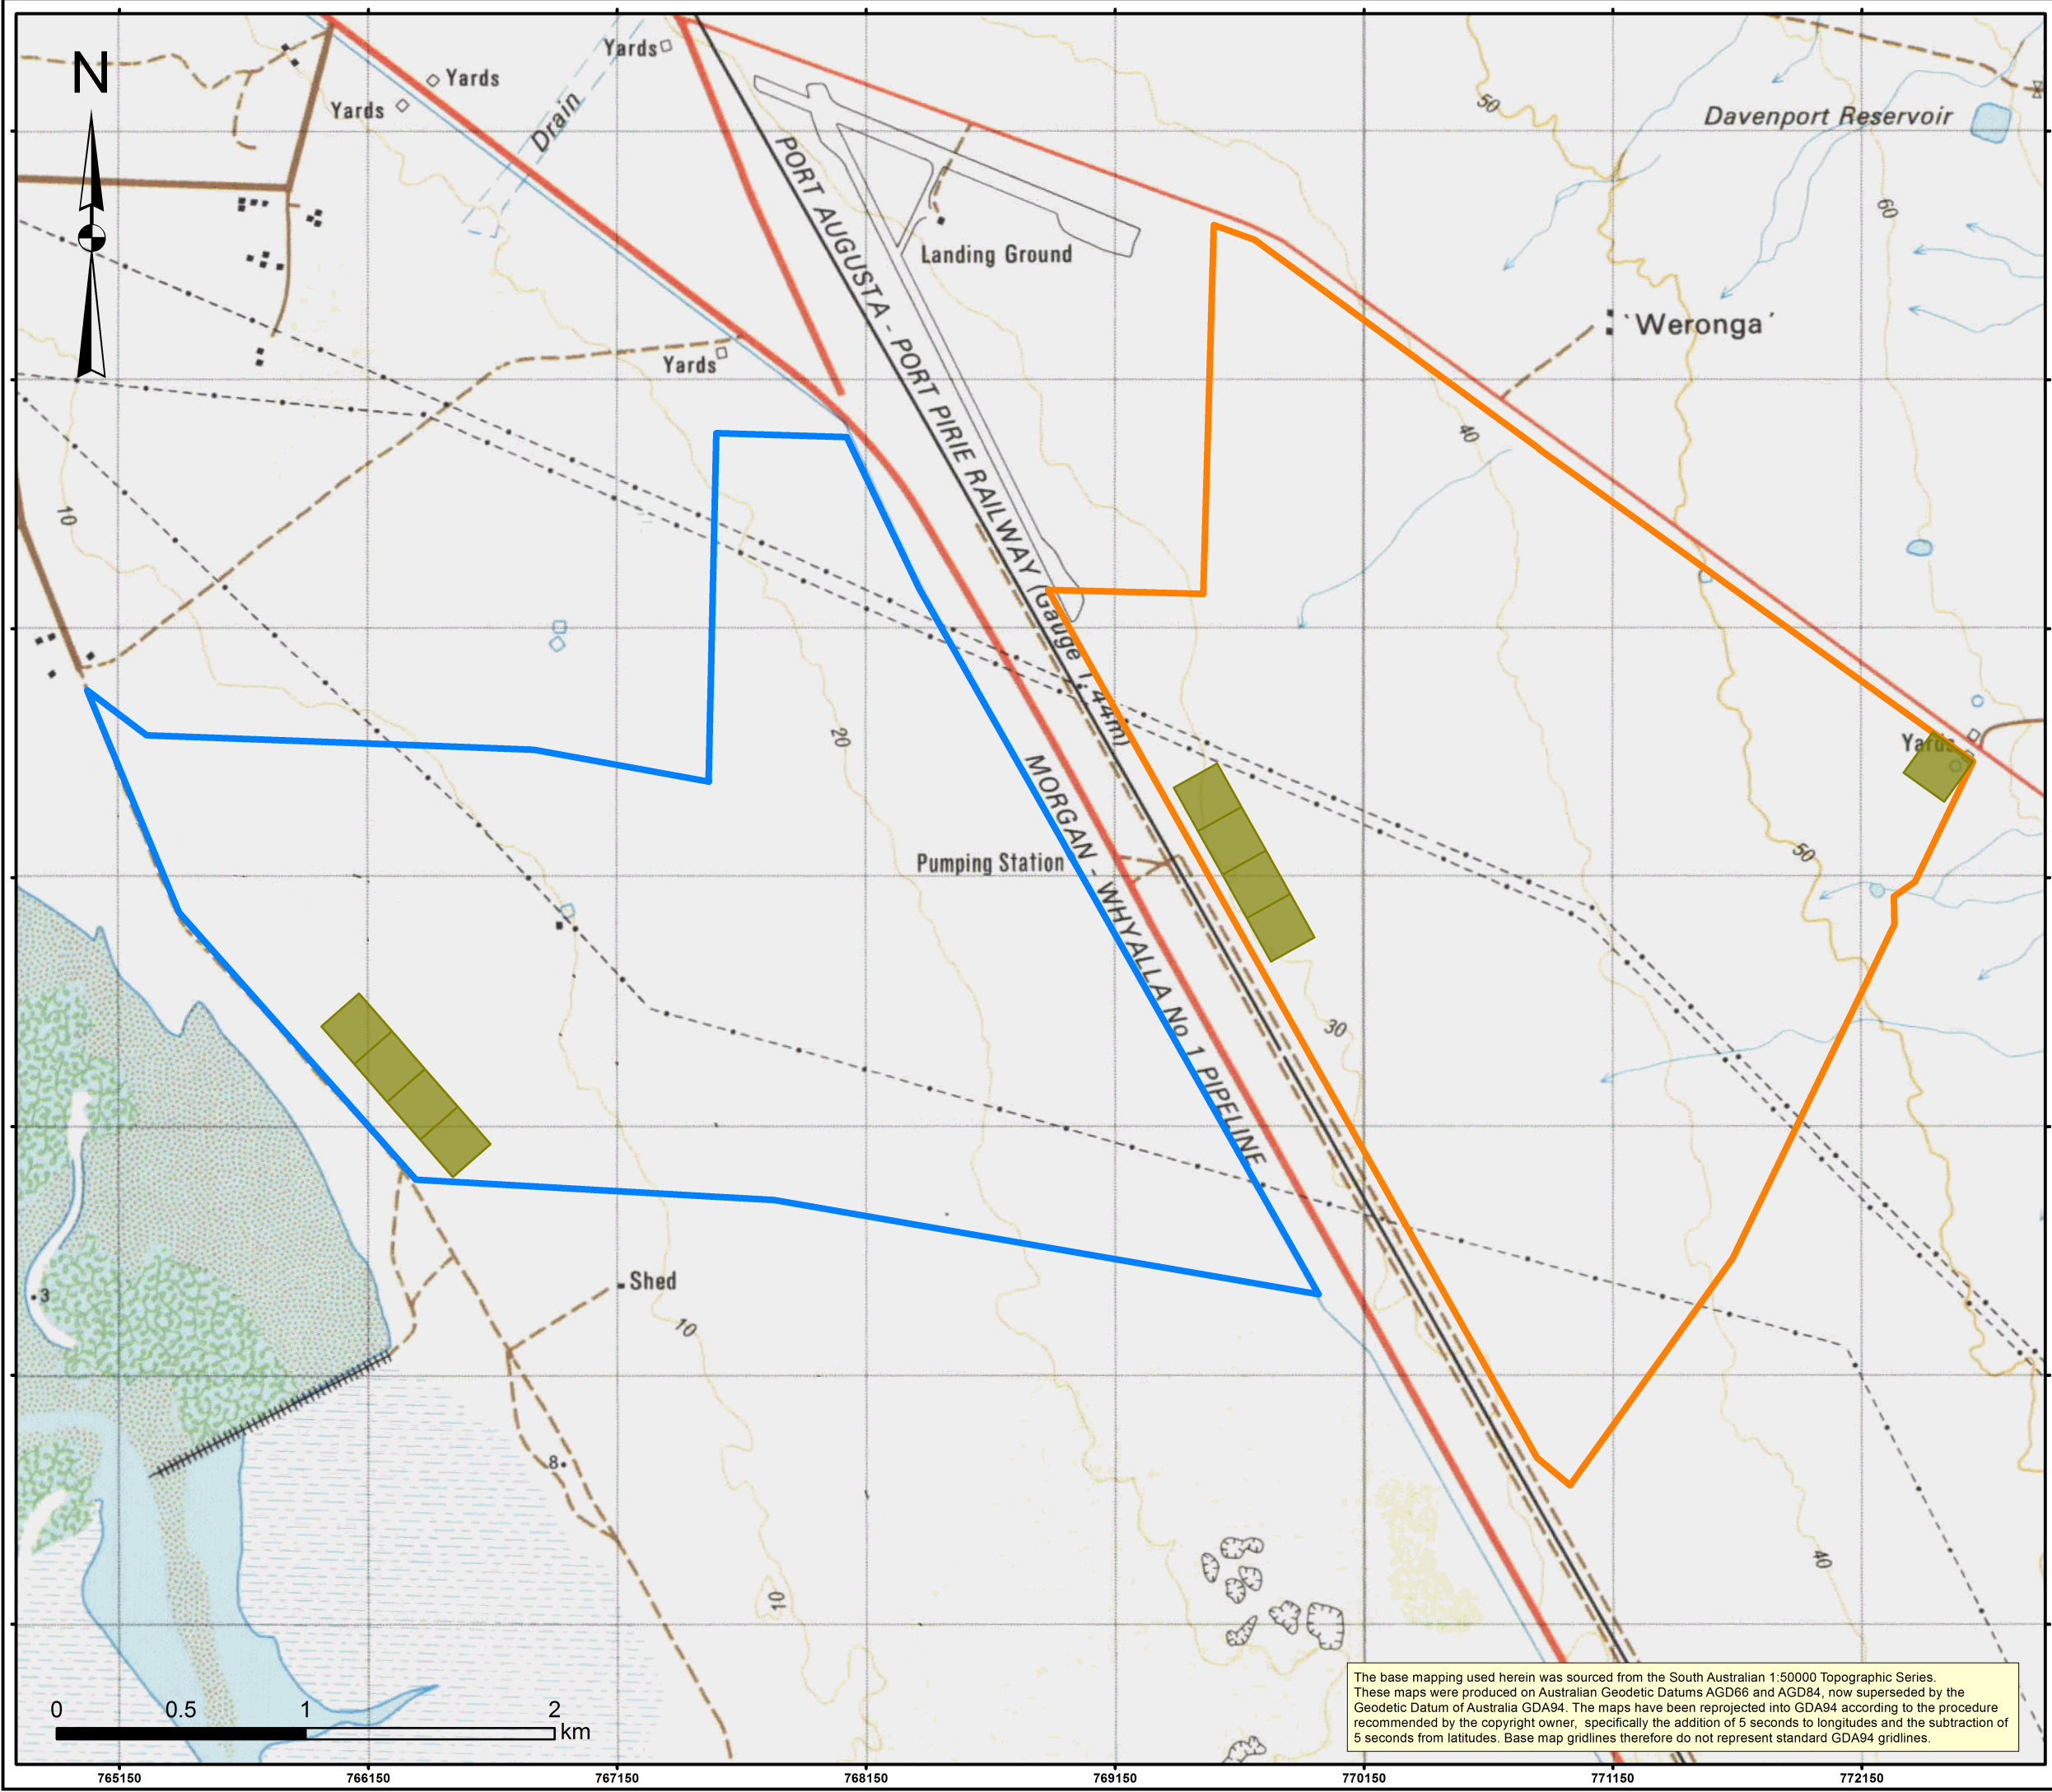 N
Yards
Yards
Yards
Drain
Davenport Reservoir
50
60
PORT AUGUSTA - PORT PIRIE RAILWAY (Gauge 1,44m)
Landing Ground
'Weronga'
Yards
40
10
20
Yards
MORGAN - WHYALLA No 1 PIPELINE
Pumping Station
50
30
Shed
3
10
8
40
10
0 0.5 1 2
km
The base mapping used herein was sourced from the South Australian 1:50000 Topographic Series.
These maps were produced on Australian Geodetic Datums AGD66 and AGD84, now superseded by the
Geodetic Datum of Australia GDA94. The maps have been reprojected into GDA94 according to the procedure
recommended by the copyright owner, specifically the addition of 5 seconds to longitudes and the subtraction of
5 seconds from latitudes. Base map gridlines therefore do not represent standard GDA94 gridlines.
765150 766150 767150 768150 769150 770150 771150 772150